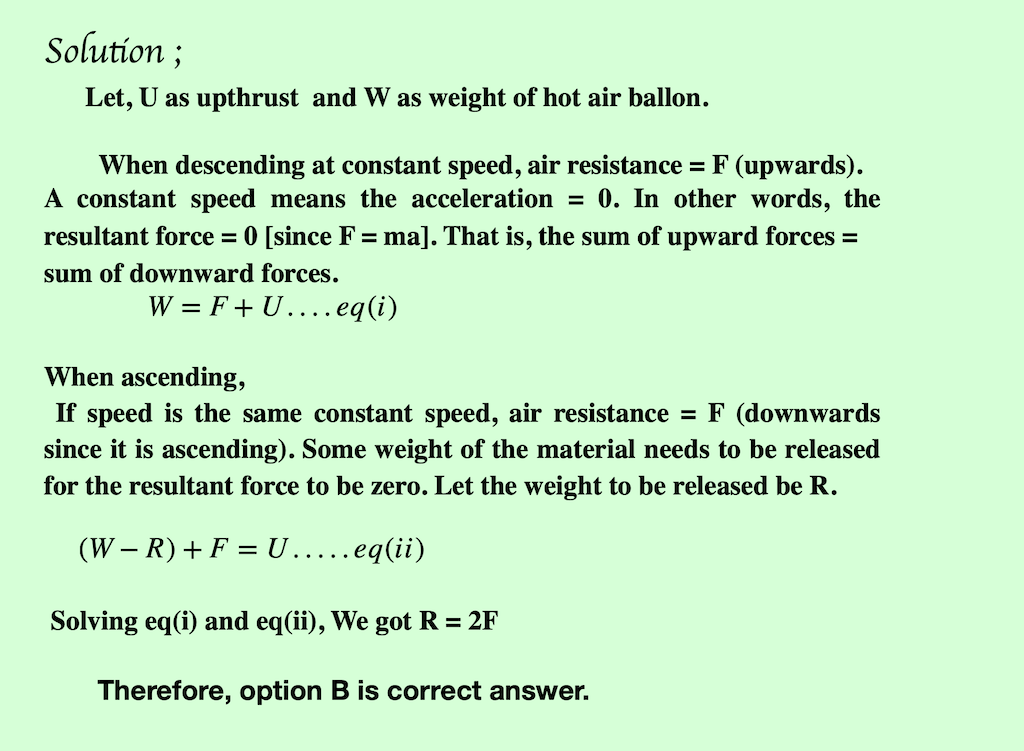 Solution ;
Let, U as upthrust and W as weight of hot air ballon.
When descending at constant speed, air resistance = F (upwards).
A constant speed means the acceleration = 0. In other words, the
resultant force = 0 [since F = ma]. That is, the sum of upward forces =
sum of downward forces.
W = F + U . . . . eq(i)
When ascending,
If speed is the same constant speed, air resistance = F (downwards
since it is ascending). Some weight of the material needs to be released
for the resultant force to be zero. Let the weight to be released be R.
(W − R) + F = U . . . . . eq(ii)
Solving eq(i) and eq(ii), We got R = 2F
Therefore, option B is correct answer.